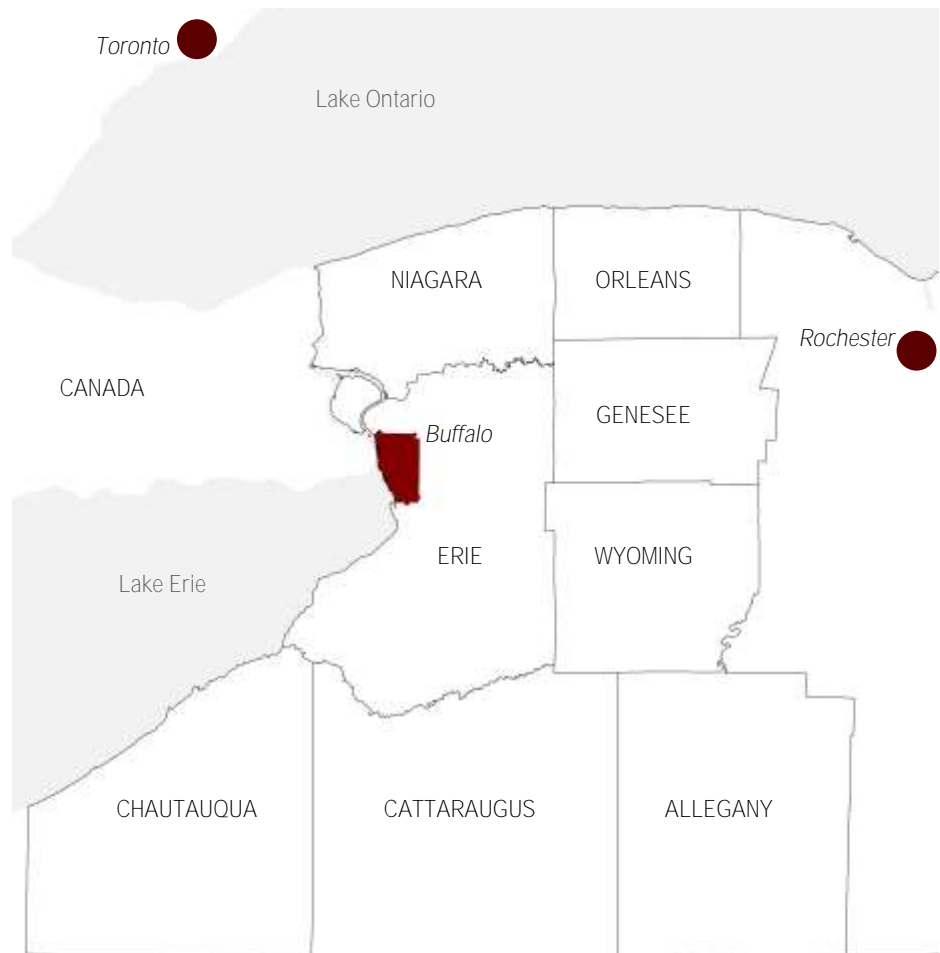 Toronto
Lake Ontario
NIAGARA
ORLEANS
Rochester
CANADA
GENESEE
Buffalo
ERIE
WYOMING
Lake Erie
CHAUTAUQUA
CATTARAUGUS
ALLEGANY